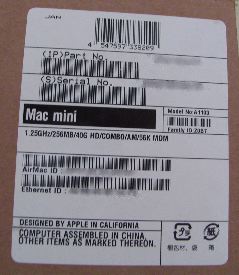 JAN
4 547597 338209
(1P)Part No.
(S)Serial No.
Mac mini
Model No A1103
Family ID 2087
1.25GHz/256MB/40G HD/COMBO/AM/56K MDM
AirMac ID :
Ethernet ID :
DESIGNED BY APPLE IN CALIFORNIA
COMPUTER ASSEMBLED IN CHINA,
OTHER ITEMS AS MARKED THEREON.